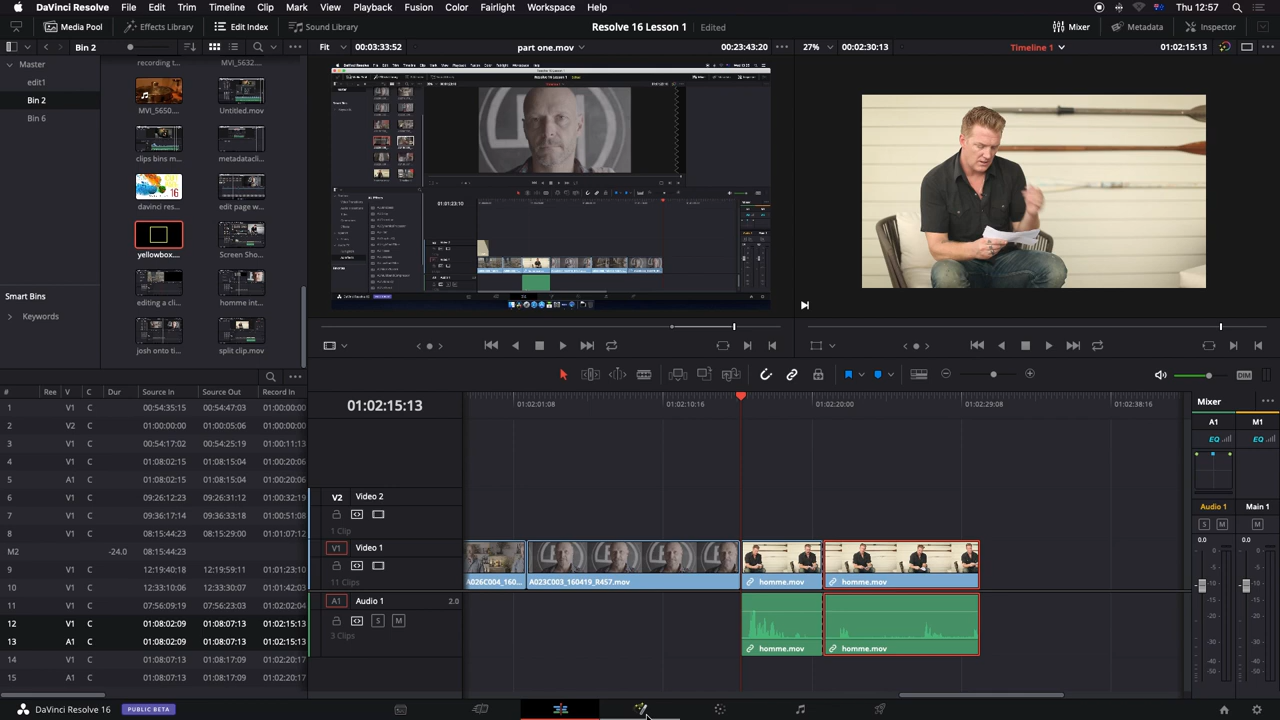 DaVinci Resolve File Edit Trim Timeline Clip Mark View Playback Fusion Color Fairlight Workspace Help Thu 12:57
Media Pool Effects Library Edit Index Sound Library Resolve 16 Lesson 1 Edited Mixer Metadata Inspector
Bin 2 Fit 00:03:33:52 part one.mov 00:23:43:20 27% 00:02:30:13 Timeline 1 01:02:15:13
Master
edit1
Bin 2
Bin 6
recording t... MVI_5632...
MVI_5650... Untitled.mov
clips bins m... metadatacli...
davinci res... edit page w...
yellowbox... Screen Sho...
editing a cli... homme int...
josh onto ti... split clip.mov
Smart Bins
Keywords
01:01:23:10
# Ree V C Dur Source In Source Out Record In
1 V1 C 00:54:35:15 00:54:47:03 01:00:00:00
2 V2 C 01:00:00:00 01:00:05:06 01:00:00:00
3 V1 C 00:54:17:02 00:54:25:19 01:00:11:13
4 V1 C 01:08:02:15 01:08:15:04 01:00:20:06
5 A1 C 01:08:02:15 01:08:15:04 01:00:20:06
6 V1 C 09:26:12:23 09:26:31:12 01:00:32:19
7 V1 C 09:36:33:18 09:36:49:17 01:00:51:08
8 V1 C 08:15:44:23 08:15:29:00 01:01:07:12
M2 -24.0 08:15:44:23
9 V1 C 12:19:40:18 12:19:59:11 01:01:23:10
10 V1 C 12:33:10:06 12:33:30:07 01:01:42:03
11 V1 C 07:56:09:19 07:56:23:03 01:02:02:04
12 V1 C 01:08:02:09 01:08:07:13 01:02:15:13
13 A1 C 01:08:02:09 01:08:07:13 01:02:15:13
14 V1 C 01:08:07:13 01:08:17:09 01:02:20:17
15 A1 C 01:08:07:13 01:08:17:09 01:02:20:17
DIM
01:02:15:13 01:02:01:08 01:02:10:16 01:02:20:00 01:02:29:08 01:02:38:16
V2 Video 2
1 Clip
V1 Video 1
11 Clips
A026C004_160... A023C003_160419_R457.mov homme.mov homme.mov
A1 Audio 1 2.0
S M
3 Clips
homme.mov homme.mov
Mixer
A1 M1
EQ EQ
Audio 1 Main 1
S M M
0.0 0.0
DaVinci Resolve 16 PUBLIC BETA